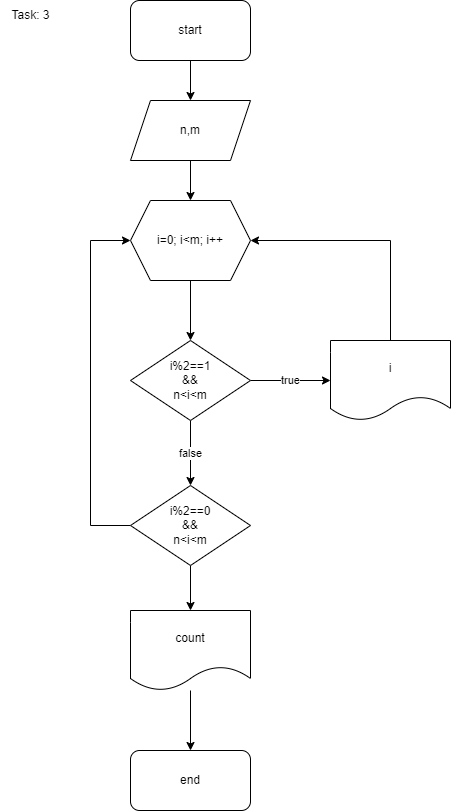 Task: 3
start
n,m
i=0; i<m; i++
i%2==1
&&
n<i<m
true
i
false
i%2==0
&&
n<i<m
count
end